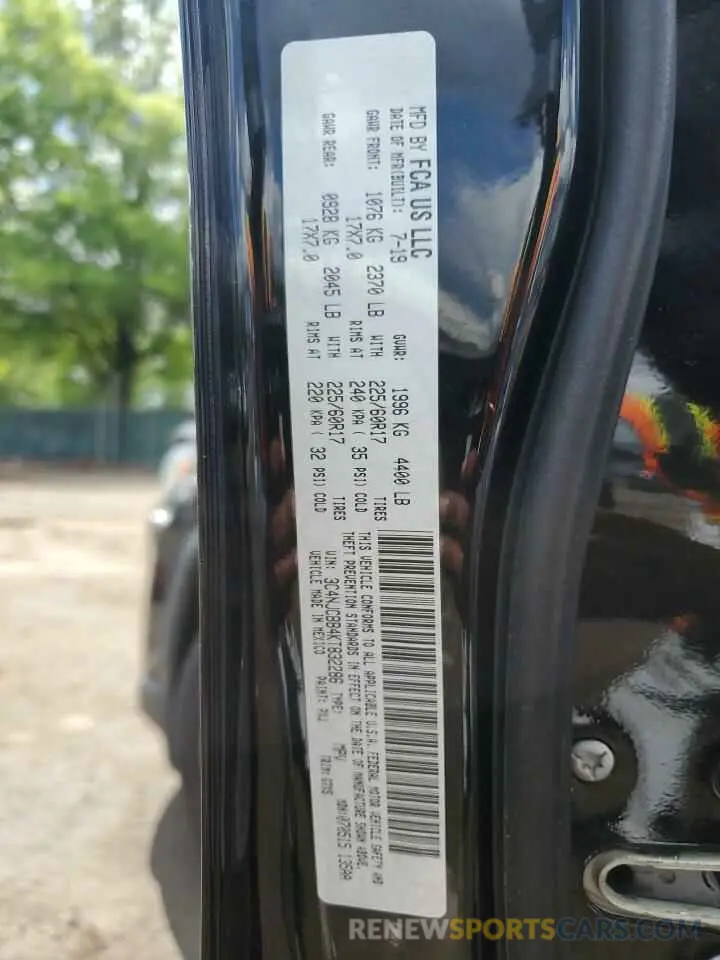 MFD BY FCA US LLC
DATE OF MFR(BUILT): 7-19 GVWR: 1996 KG 4400 LB
GAWR FRONT: 1076 KG 2370 LB WITH 225/60R17 TIRES
17X7.0 RIMS AT 240 KPA ( 35 PSI) COLD
GAWR REAR: 0928 KG 2045 LB WITH 225/60R17 TIRES
17X7.0 RIMS AT 220 KPA ( 32 PSI) COLD
THIS VEHICLE CONFORMS TO ALL APPLICABLE U.S.A. FEDERAL MOTOR VEHICLE SAFETY AND
THEFT PREVENTION STANDARDS IN EFFECT ON THE DATE OF MANUFACTURE SHOWN ABOVE.
VIN: 3C4NJCBB4KT832286 TYPE: MPV
VEHICLE MADE IN MEXICO PAINT: PXJ TRIM:
RENEWSPORTSCARS.COM